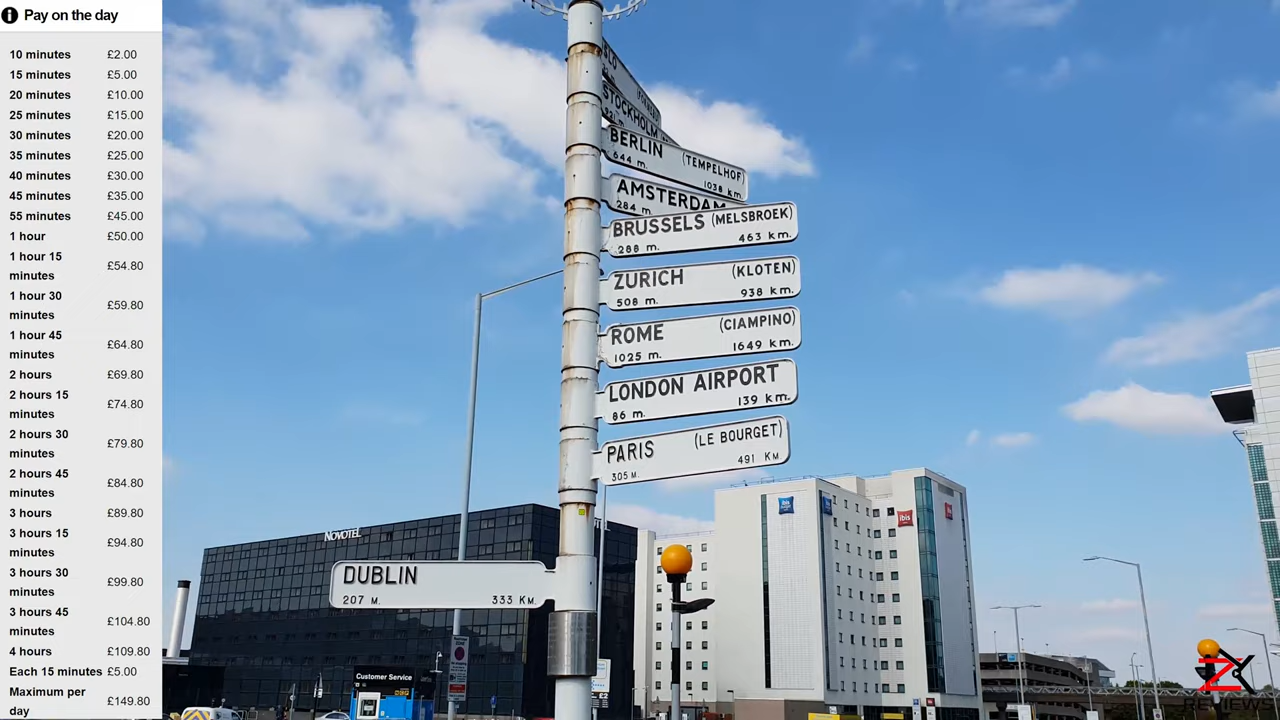 Pay on the day
10 minutes £2.00
15 minutes £5.00
20 minutes £10.00
25 minutes £15.00
30 minutes £20.00
35 minutes £25.00
40 minutes £30.00
45 minutes £35.00
55 minutes £45.00
1 hour £50.00
1 hour 15 minutes £54.80
1 hour 30 minutes £59.80
1 hour 45 minutes £64.80
2 hours £69.80
2 hours 15 minutes £74.80
2 hours 30 minutes £79.80
2 hours 45 minutes £84.80
3 hours £89.80
3 hours 15 minutes £94.80
3 hours 30 minutes £99.80
3 hours 45 minutes £104.80
4 hours £109.80
Each 15 minutes £5.00
Maximum per day £149.80
STOCKHOLM
BERLIN (TEMPELHOF)
644 m. 1038 km.
AMSTERDAM
284 m.
BRUSSELS (MELSBROEK)
288 m. 463 km.
ZURICH (KLOTEN)
508 m. 938 km.
ROME (CIAMPINO)
1025 m. 1649 km.
LONDON AIRPORT
86 m. 139 km.
PARIS (LE BOURGET)
305 M. 491 KM
DUBLIN
207 M. 333 KM.
NOVOTEL
ibis
Customer Service
REVIEWS